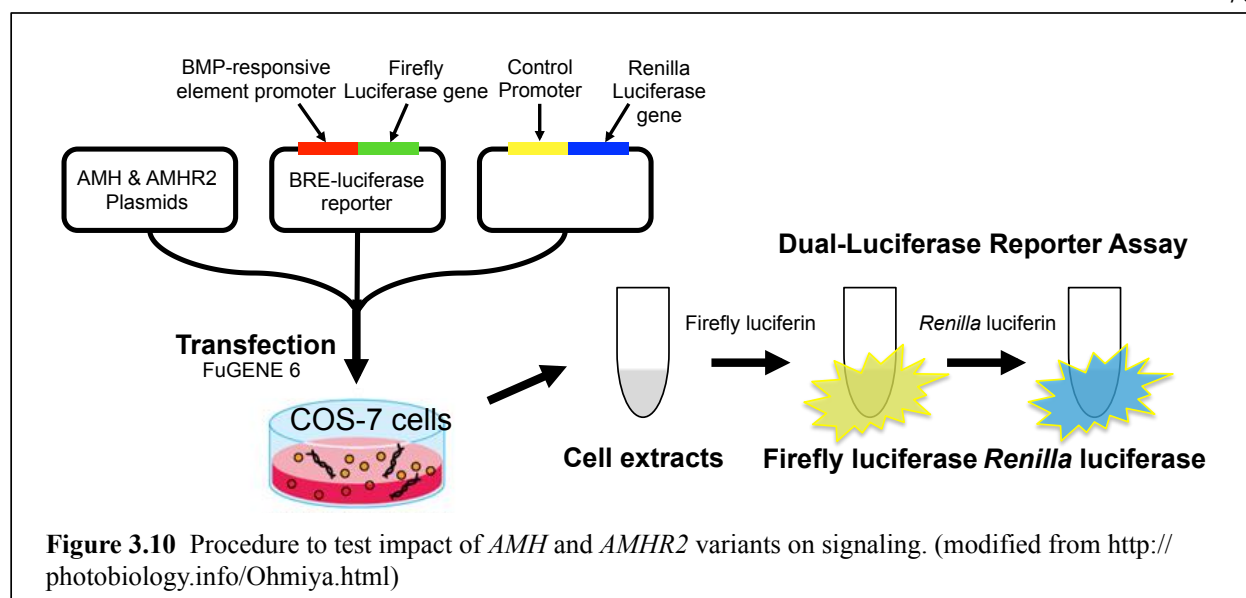 BMP-responsive
element promoter
Firefly
Luciferase gene
Control
Promoter
Renilla
Luciferase
gene
AMH & AMHR2
Plasmids
BRE-luciferase
reporter
Dual-Luciferase Reporter Assay
Transfection
FuGENE 6
Firefly luciferin
Renilla luciferin
COS-7 cells
Cell extracts
Firefly luciferase
Renilla luciferase
Figure 3.10 Procedure to test impact of AMH and AMHR2 variants on signaling. (modified from http://
photobiology.info/Ohmiya.html)